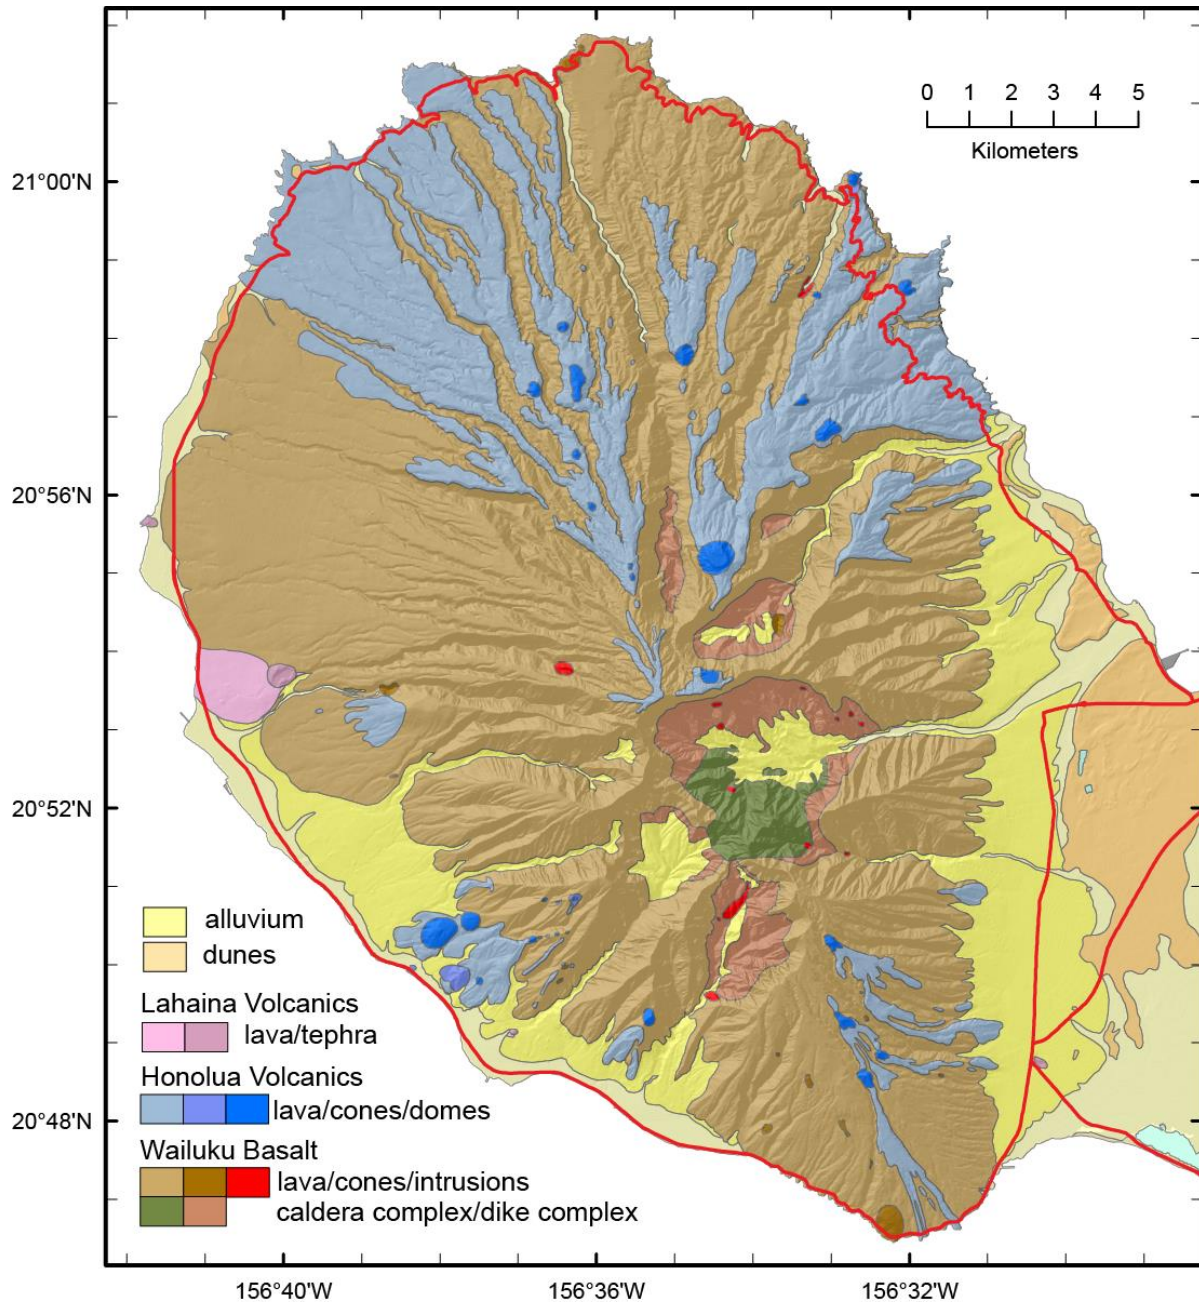 0 1 2 3 4 5
Kilometers
21°00'N
20°56'N
20°52'N
20°48'N
alluvium
dunes
Lahaina Volcanics
lava/tephra
Honolua Volcanics
lava/cones/domes
Wailuku Basalt
lava/cones/intrusions
caldera complex/dike complex
156°40'W 156°36'W 156°32'W